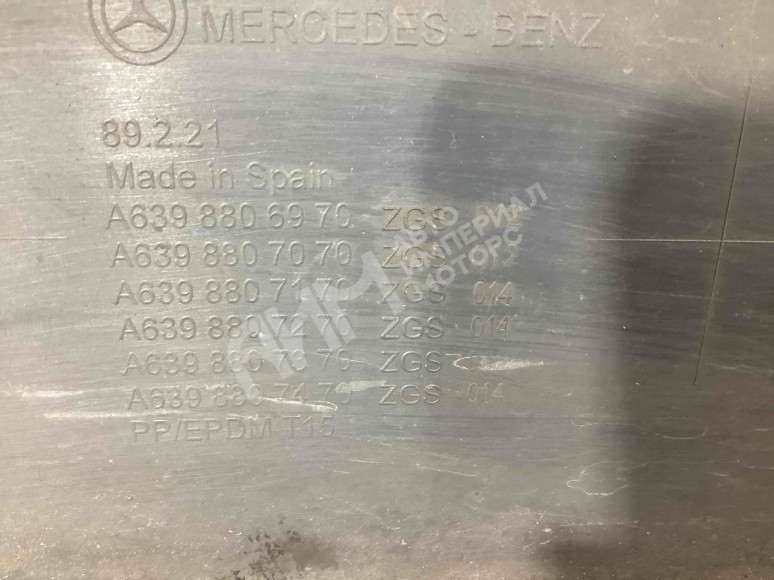 MERCEDES - BENZ
89.2.21
Made in Spain
A639 880 69 70 ZGS 014
A639 880 70 70 ZGS
A639 880 71 70 ZGS 014
A639 880 72 70 ZGS 014
A639 880 73 70 ZGS
A639 880 74 70 ZGS 014
PP/EPDM T15
АВТО
ИМПЕРИАЛ
МОТОРС